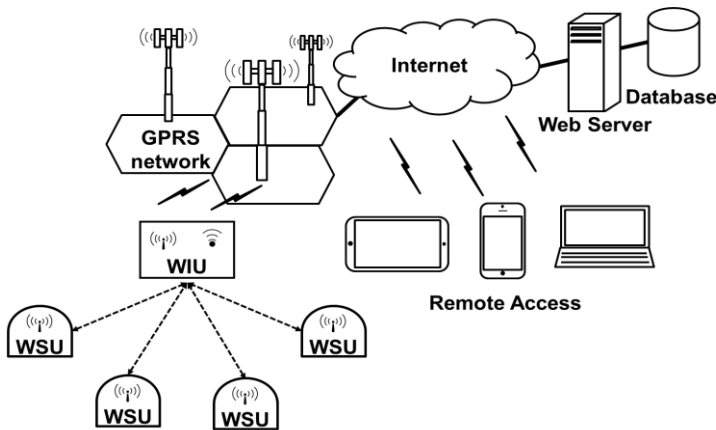 Internet
Database
Web Server
GPRS
network
WIU
Remote Access
WSU
WSU
WSU
WSU